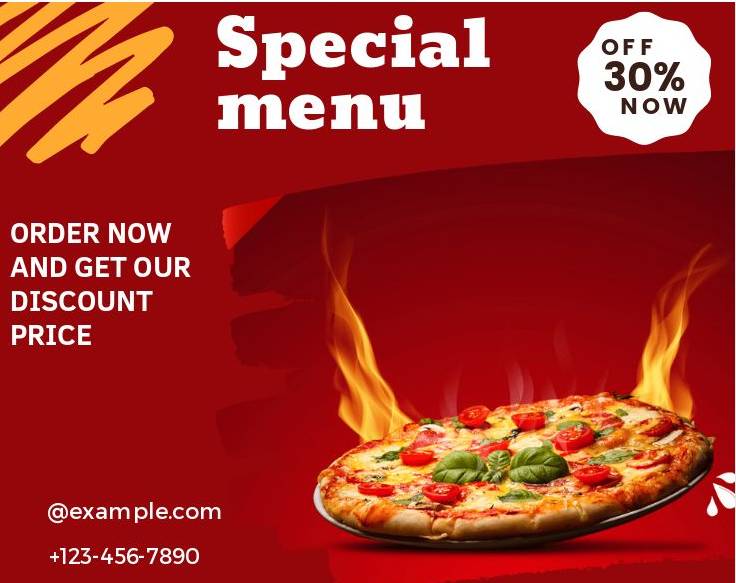 Special
menu
OFF
30%
NOW
ORDER NOW
AND GET OUR
DISCOUNT
PRICE
@example.com
+123-456-7890